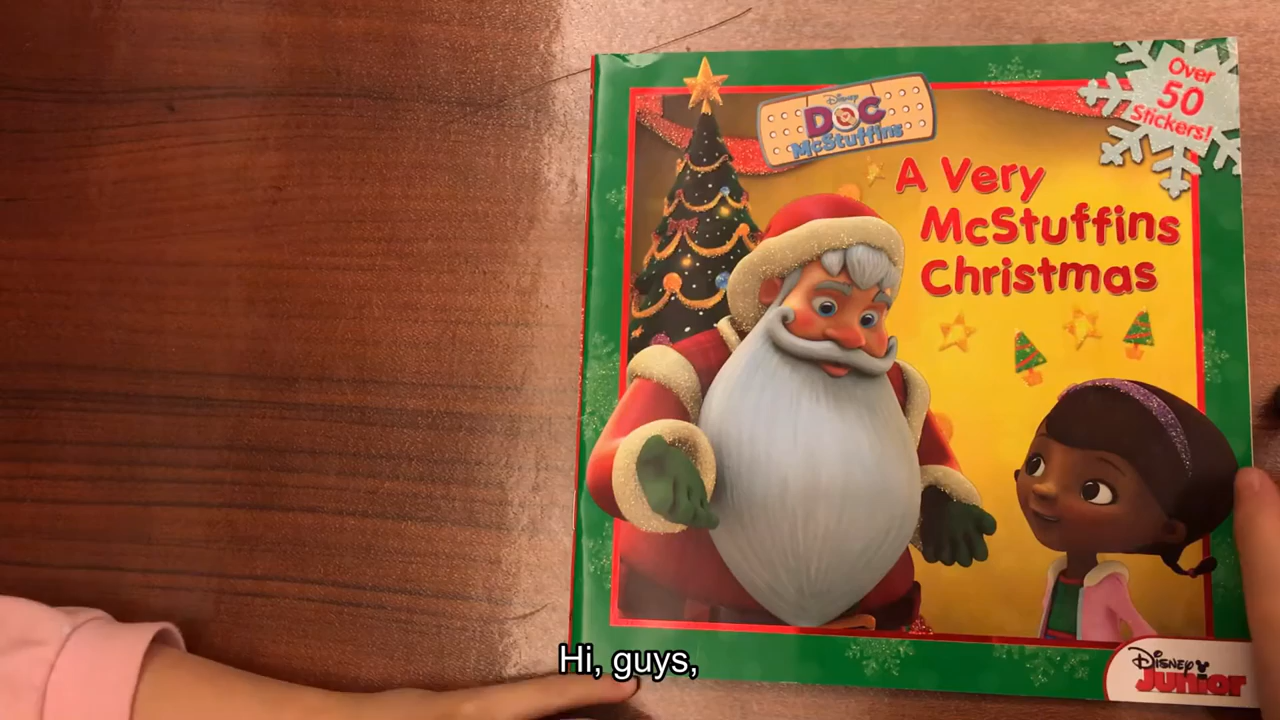 Over
50
Stickers!
Disney
DOC
McStuffins
A Very
McStuffins
Christmas
Hi, guys,
Disney
Junior